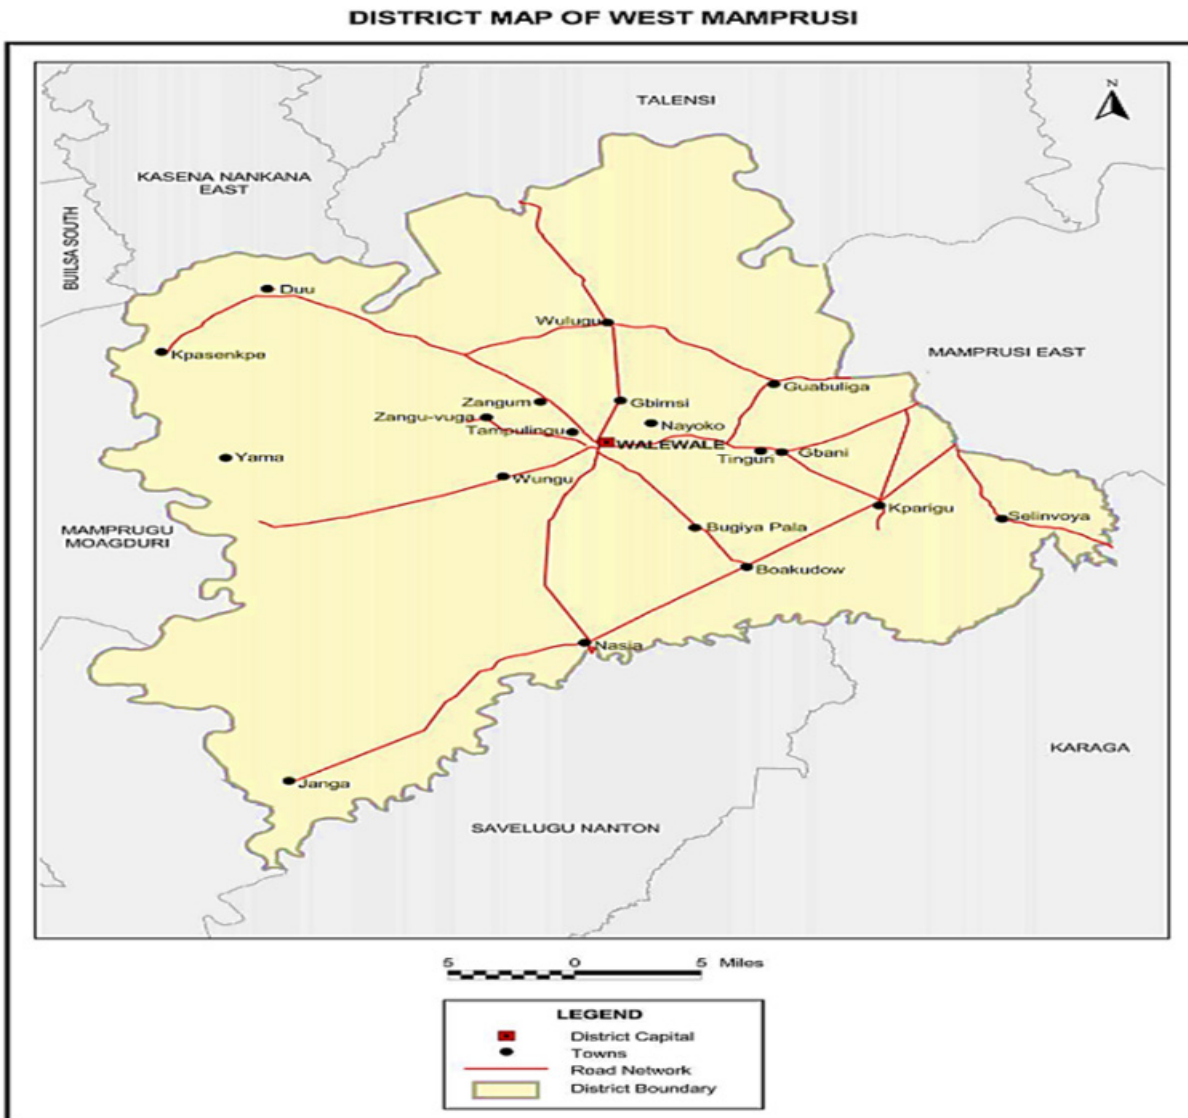 DISTRICT MAP OF WEST MAMPRUSI
N
TALENSI
KASENA NANKANA
EAST
BUILSA SOUTH
Duu
Wulugu
Kpasenkpe
MAMPRUSI EAST
Guabuliga
Zangum
Gbimsi
Zangu-vuga
Nayoko
Tampulingu
WALEWALE
Yama
Tinguri
Gbani
Wungu
Kparigu
Selinvoya
MAMPRUGU
MOAGDURI
Bugiya Pala
Boakudow
Nasia
KARAGA
Janga
SAVELUGU NANTON
5 0 5 Miles
LEGEND
District Capital
Towns
Road Network
District Boundary